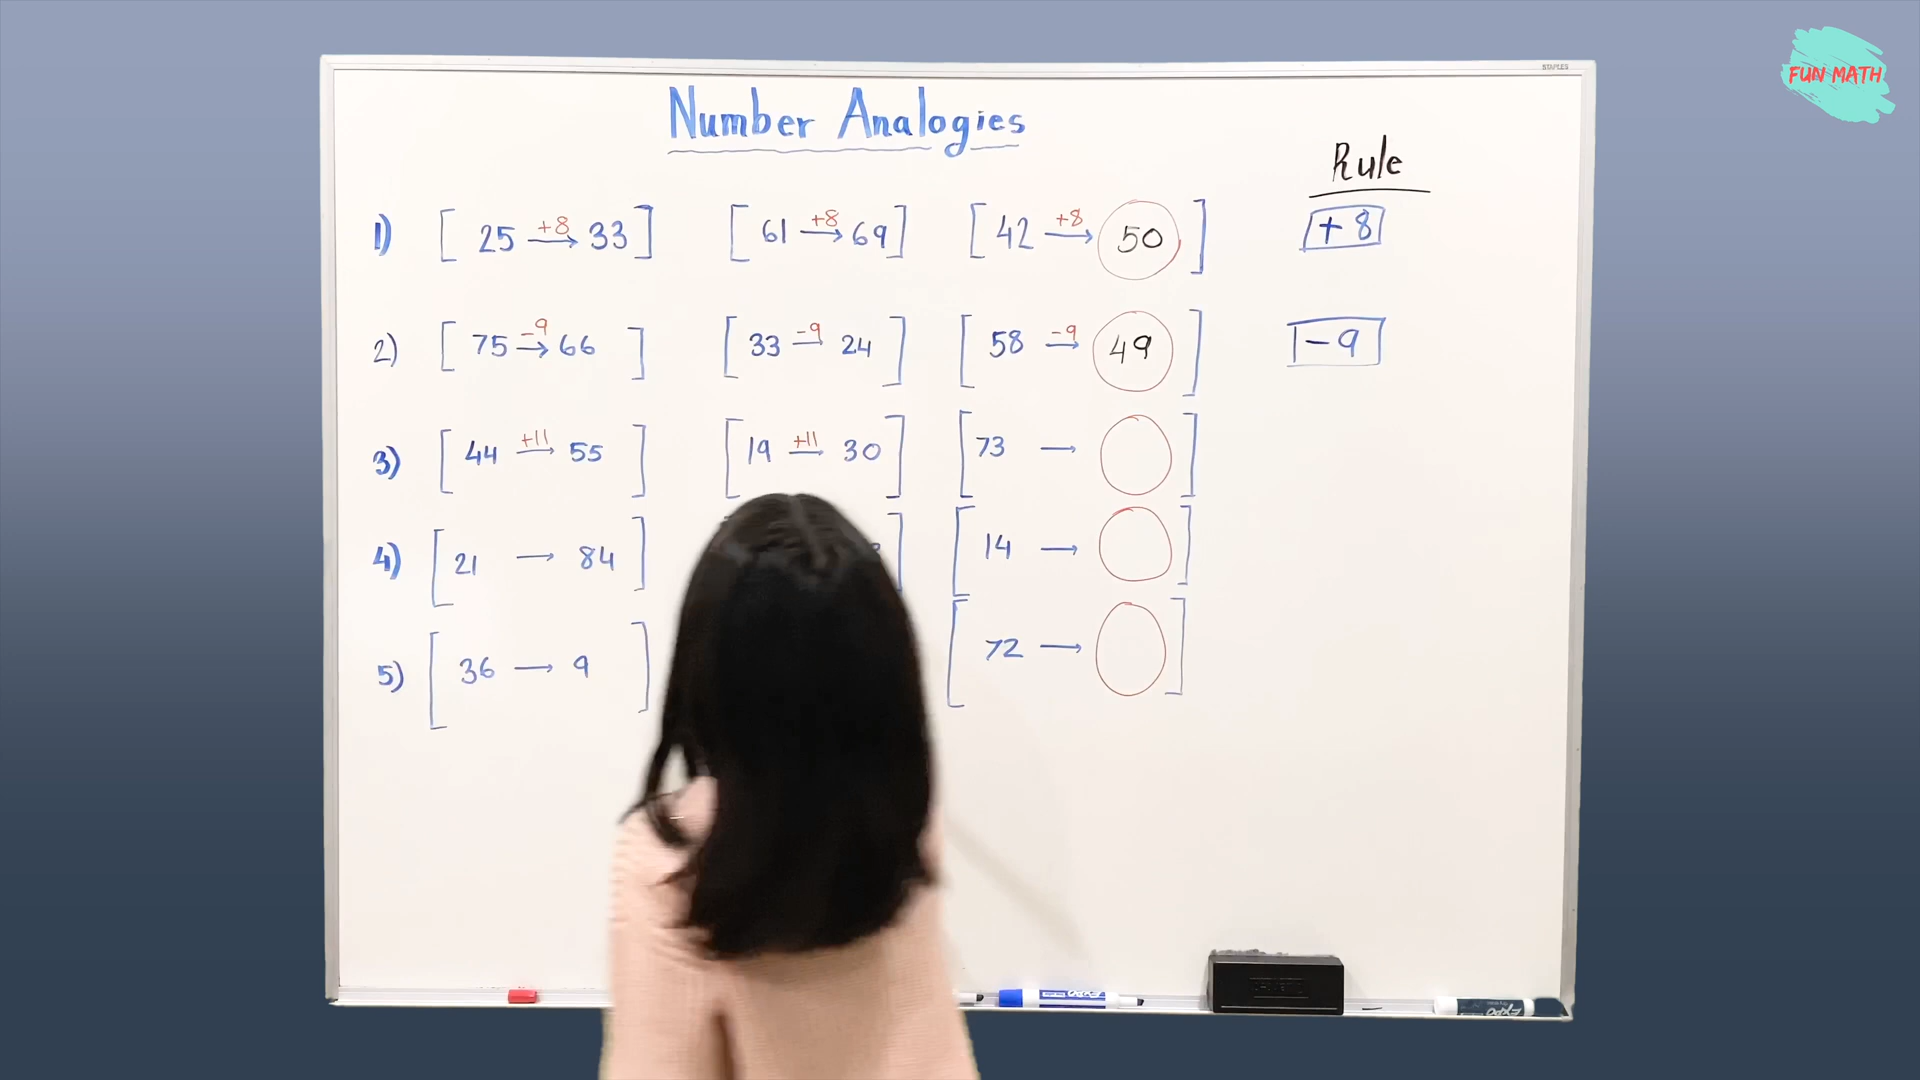 FUN MATH
STAPLES
Number Analogies
Rule
1) [ 25 +8→ 33 ] [ 61 +8→ 69 ] [ 42 +8→ 50 ] +8
2) [ 75 -9→ 66 ] [ 33 -9→ 24 ] [ 58 -9→ 49 ] -9
3) [ 44 +11→ 55 ] [ 19 +11→ 30 ] [ 73 → ]
4) [ 21 → 84 ] ] [ 14 → ]
5) [ 36 → 9 ] [ 72 → ]
EXPO